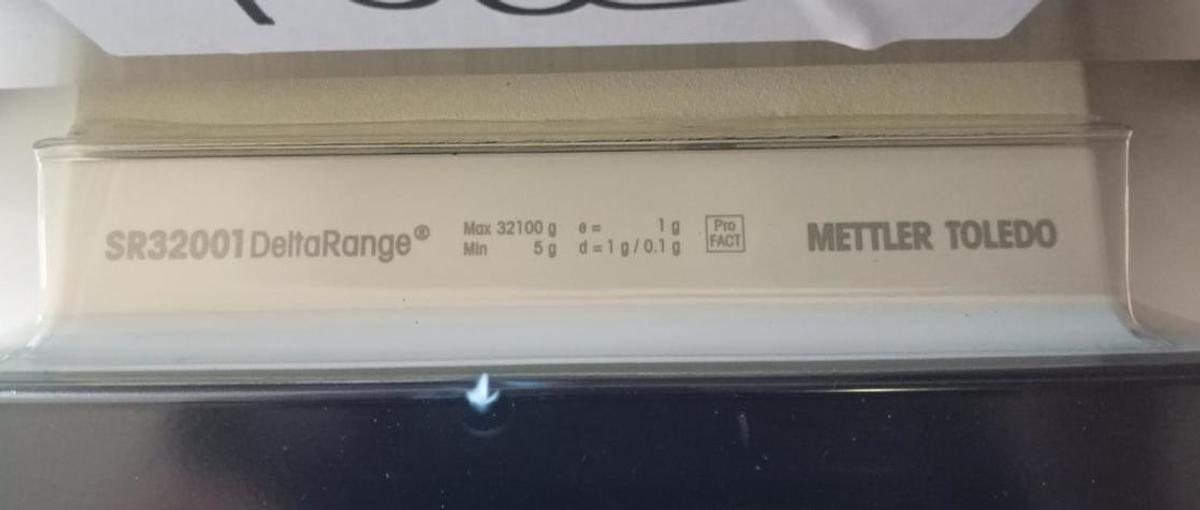 SR32001 DeltaRange®
Max 32100 g e = 1 g
Min 5 g d = 1 g / 0.1 g
Pro
FACT
METTLER TOLEDO